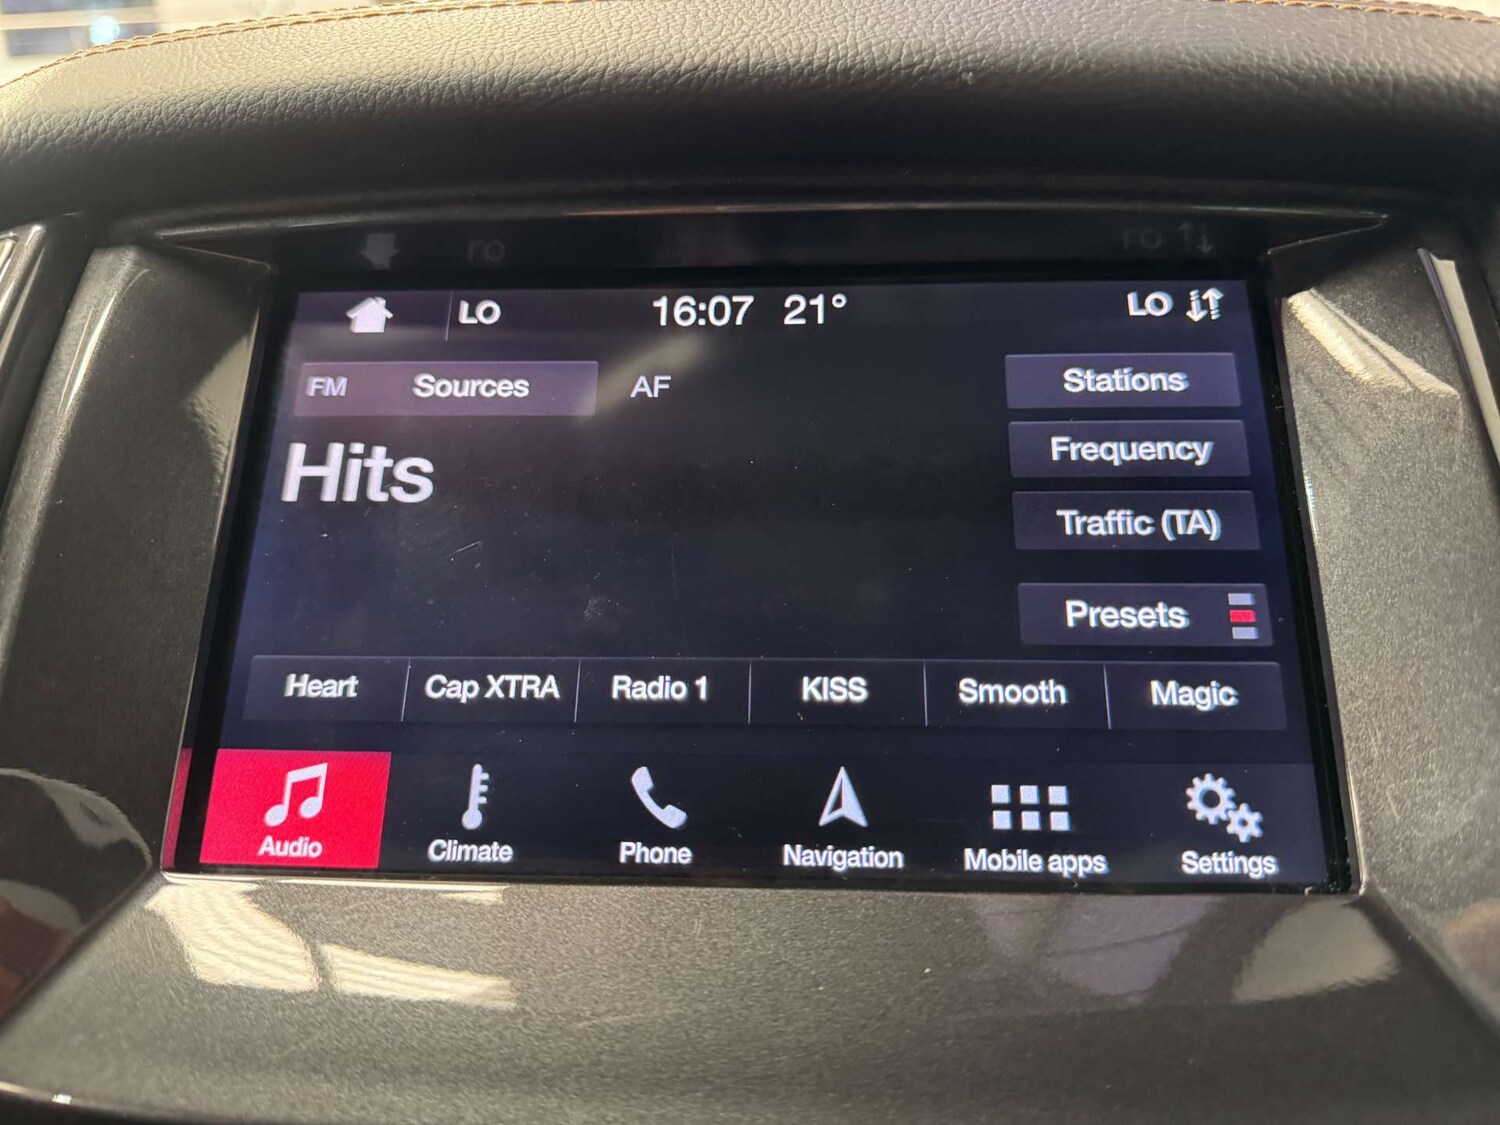 LO 16:07 21° LO
FM Sources AF Stations
Hits
Frequency
Traffic (TA)
Presets
Heart Cap XTRA Radio 1 KISS Smooth Magic
Audio Climate Phone Navigation Mobile apps Settings